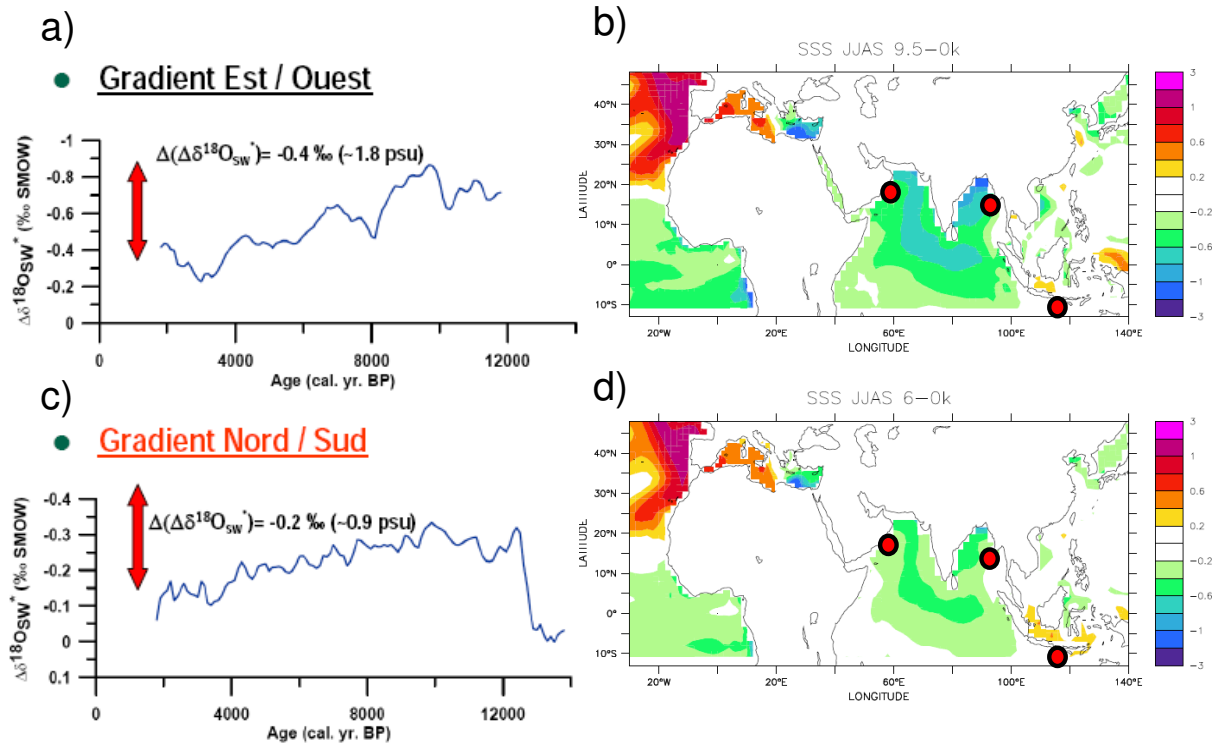 a)
• Gradient Est / Ouest
Δ(Δδ¹⁸O_SW*)= -0.4 ‰ (~1.8 psu)
Δδ¹⁸O_SW* (‰ SMOW)
-1
-0.8
-0.6
-0.4
-0.2
0
0 4000 8000 12000
Age (cal. yr. BP)
b)
SSS JJAS 9.5-0k
LATITUDE
40°N
30°N
20°N
10°N
0°
10°S
20°W 20°E 60°E 100°E 140°E
LONGITUDE
3
1
0.6
0.2
-0.2
-0.6
-1
-3
c)
• Gradient Nord / Sud
Δ(Δδ¹⁸O_SW*)= -0.2 ‰ (~0.9 psu)
Δδ¹⁸O_SW* (‰ SMOW)
-0.4
-0.3
-0.2
-0.1
0
0.1
0 4000 8000 12000
Age (cal. yr. BP)
d)
SSS JJAS 6-0k
LATITUDE
40°N
30°N
20°N
10°N
0°
10°S
20°W 20°E 60°E 100°E 140°E
LONGITUDE
3
1
0.6
0.2
-0.2
-0.6
-1
-3